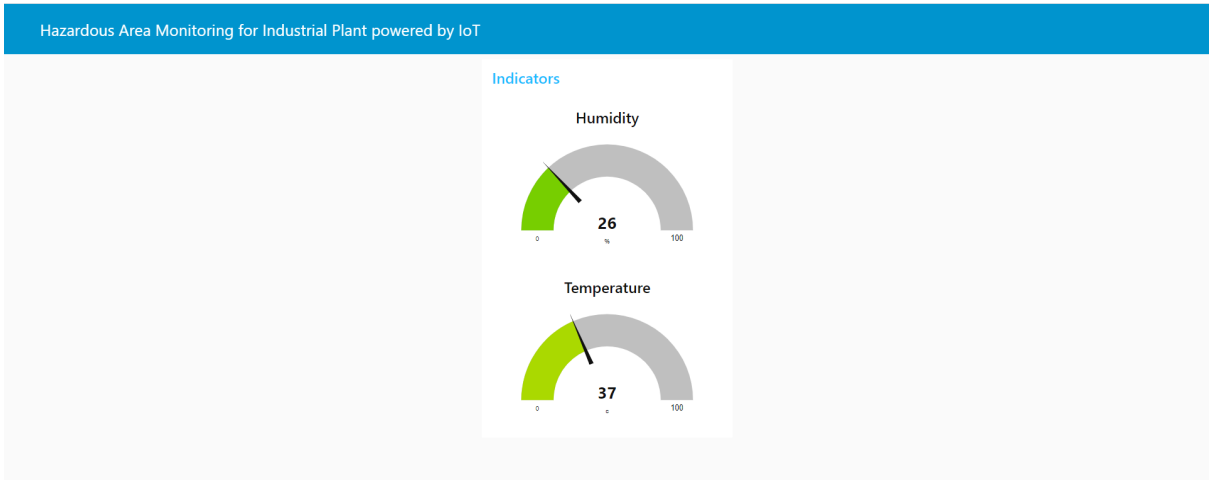 Hazardous Area Monitoring for Industrial Plant powered by IoT
Indicators
Humidity
26
%
0
100
Temperature
37
0
100